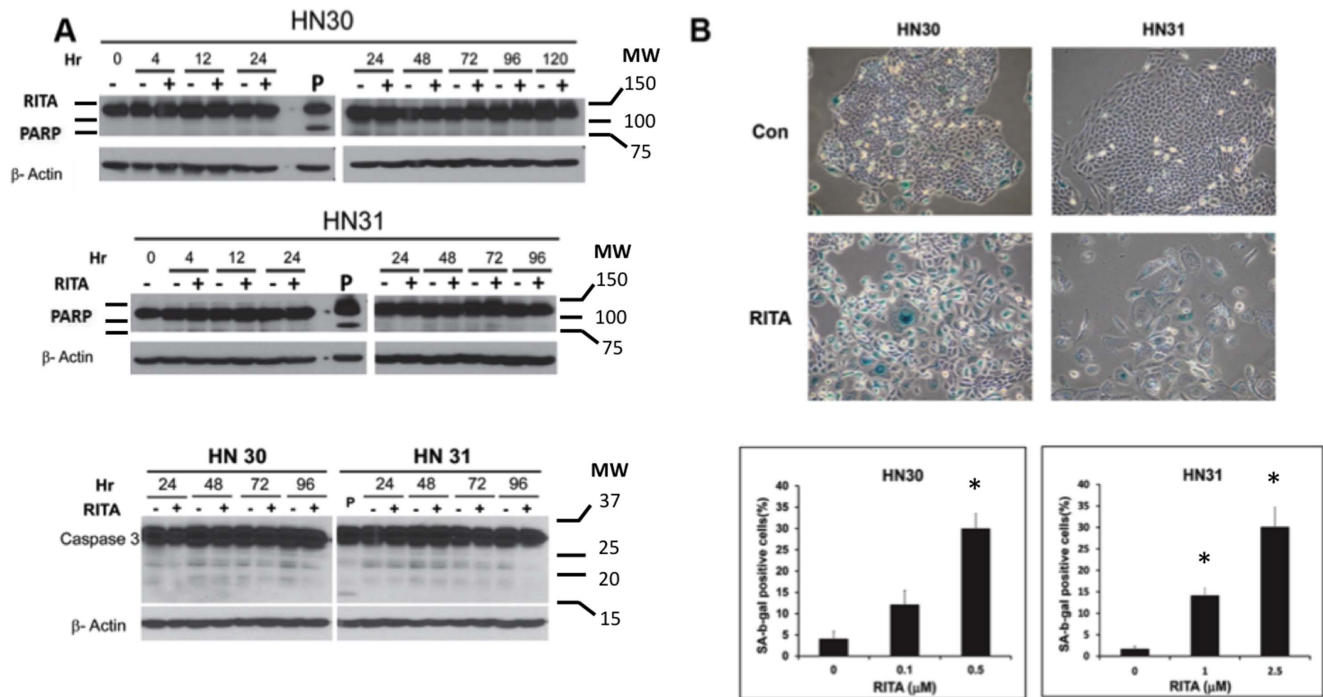 A
HN30
Hr 0 4 12 24 24 48 72 96 120 MW
- - + - + - + P - + - + - + - + - + 150
RITA
100
PARP
75
β- Actin
HN31
Hr 0 4 12 24 24 48 72 96 MW
RITA - - + - + - + P - + - + - + - + 150
PARP 100
75
β- Actin
HN 30 HN 31 MW
Hr 24 48 72 96 24 48 72 96 37
RITA - + - + - + - + P - + - + - + - +
Caspase 3
25
20
15
β- Actin
B
HN30 HN31
Con
RITA
HN30
SA-b-gal positive cells(%)
40
35
30
25
20
15
10
5
0
*
0 0.1 0.5
RITA (μM)
HN31
SA-b-gal positive cells(%)
40
35
30
25
20
15
10
5
0
* *
0 1 2.5
RITA (μM)